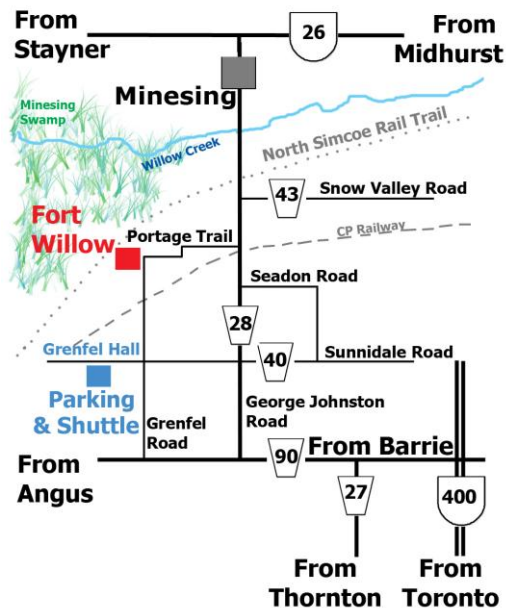 From
Stayner
26
From
Midhurst
Minesing
Minesing
Swamp
Willow Creek
North Simcoe Rail Trail
43
Snow Valley Road
Fort
Willow
Portage Trail
CP Railway
Seadon Road
28
Grenfel Hall
40
Sunnidale Road
Parking
& Shuttle
Grenfel
Road
George Johnston
Road
From Barrie
From
Angus
90
27
400
From
Thornton
From
Toronto